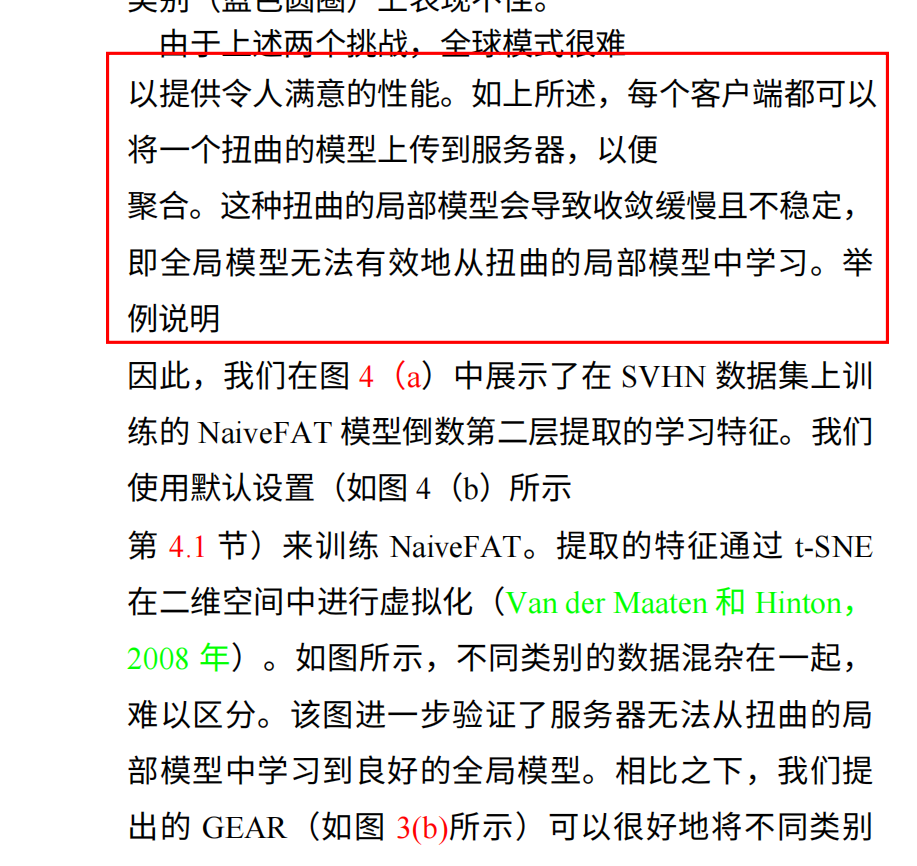 类别（蓝色圆圈）上表现不佳。
由于上述两个挑战，全球模式很难
以提供令人满意的性能。如上所述，每个客户端都可以
将一个扭曲的模型上传到服务器，以便
聚合。这种扭曲的局部模型会导致收敛缓慢且不稳定，
即全局模型无法有效地从扭曲的局部模型中学习。举
例说明
因此，我们在图 4（a）中展示了在 SVHN 数据集上训
练的 NaiveFAT 模型倒数第二层提取的学习特征。我们
使用默认设置（如图 4（b）所示
第 4.1 节）来训练 NaiveFAT。提取的特征通过 t-SNE
在二维空间中进行虚拟化（Van der Maaten 和 Hinton，
2008 年）。如图所示，不同类别的数据混杂在一起，
难以区分。该图进一步验证了服务器无法从扭曲的局
部模型中学习到良好的全局模型。相比之下，我们提
出的 GEAR（如图 3(b)所示）可以很好地将不同类别